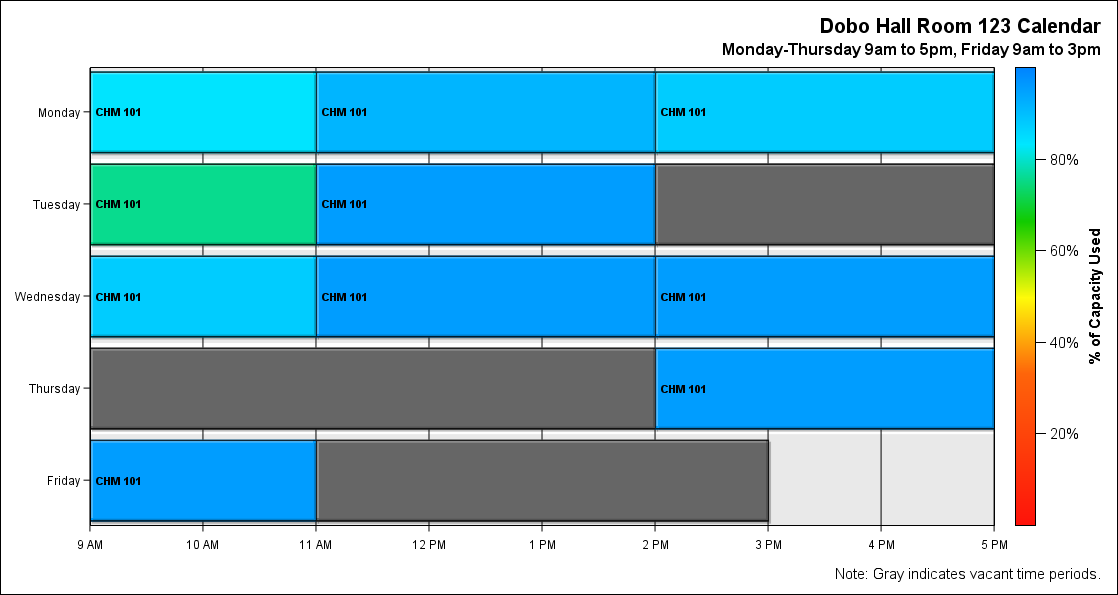 Dobo Hall Room 123 Calendar
Monday-Thursday 9am to 5pm, Friday 9am to 3pm
Monday
CHM 101 CHM 101 CHM 101
Tuesday
CHM 101 CHM 101
Wednesday
CHM 101 CHM 101 CHM 101
Thursday
CHM 101
Friday
CHM 101
9 AM 10 AM 11 AM 12 PM 1 PM 2 PM 3 PM 4 PM 5 PM
80%
60%
40%
20%
% of Capacity Used
Note: Gray indicates vacant time periods.